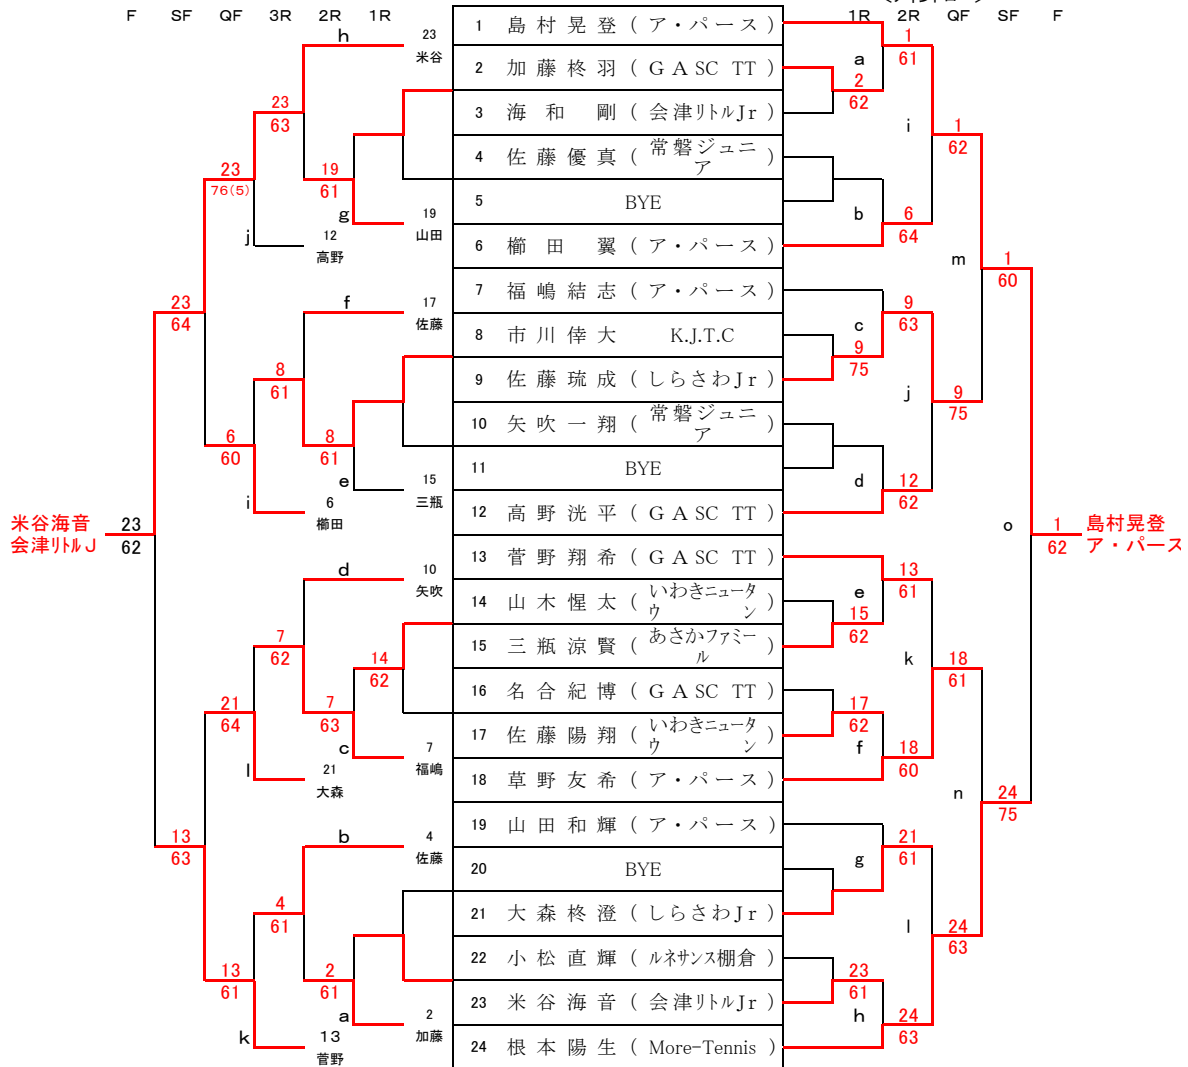 F SF QF 3R 2R 1R
1R 2R QF SF F
1 島村晃登 (ア・パース)
2 加藤柊羽 (GASC TT)
3 海和 剛 (会津リトルJr)
4 佐藤優真 (常磐ジュニア)
5 BYE
6 櫛田 翼 (ア・パース)
7 福嶋結志 (ア・パース)
8 市川倖大 K.J.T.C
9 佐藤琉成 (しらさわJr)
10 矢吹一翔 (常磐ジュニア)
11 BYE
12 高野洸平 (GASC TT)
13 菅野翔希 (GASC TT)
14 山木惺太 (いわきニュータウン)
15 三瓶涼賢 (あさかファミール)
16 名合紀博 (GASC TT)
17 佐藤陽翔 (いわきニュータウン)
18 草野友希 (ア・パース)
19 山田和輝 (ア・パース)
20 BYE
21 大森柊澄 (しらさわJr)
22 小松直輝 (ルネサンス棚倉)
23 米谷海音 (会津リトルJr)
24 根本陽生 (More-Tennis)
h
23
米谷
23
63
23
76(5)
19
61
g
19
山田
j
12
高野
23
64
f
17
佐藤
8
61
6
60
8
61
e
15
三瓶
i
6
櫛田
米谷海音
会津リトルJ
23
62
d
10
矢吹
7
62
14
62
21
64
7
63
c
7
福嶋
l
21
大森
13
63
b
4
佐藤
4
61
13
61
2
61
a
2
加藤
k
13
菅野
1
61
a
2
62
i
1
62
b
6
64
m
1
60
9
63
c
9
75
j
9
75
d
12
62
o
1
62
島村晃登
ア・パース
13
61
e
15
62
k
18
61
17
62
f
18
60
n
24
75
21
61
g
l
24
63
23
61
h
24
63